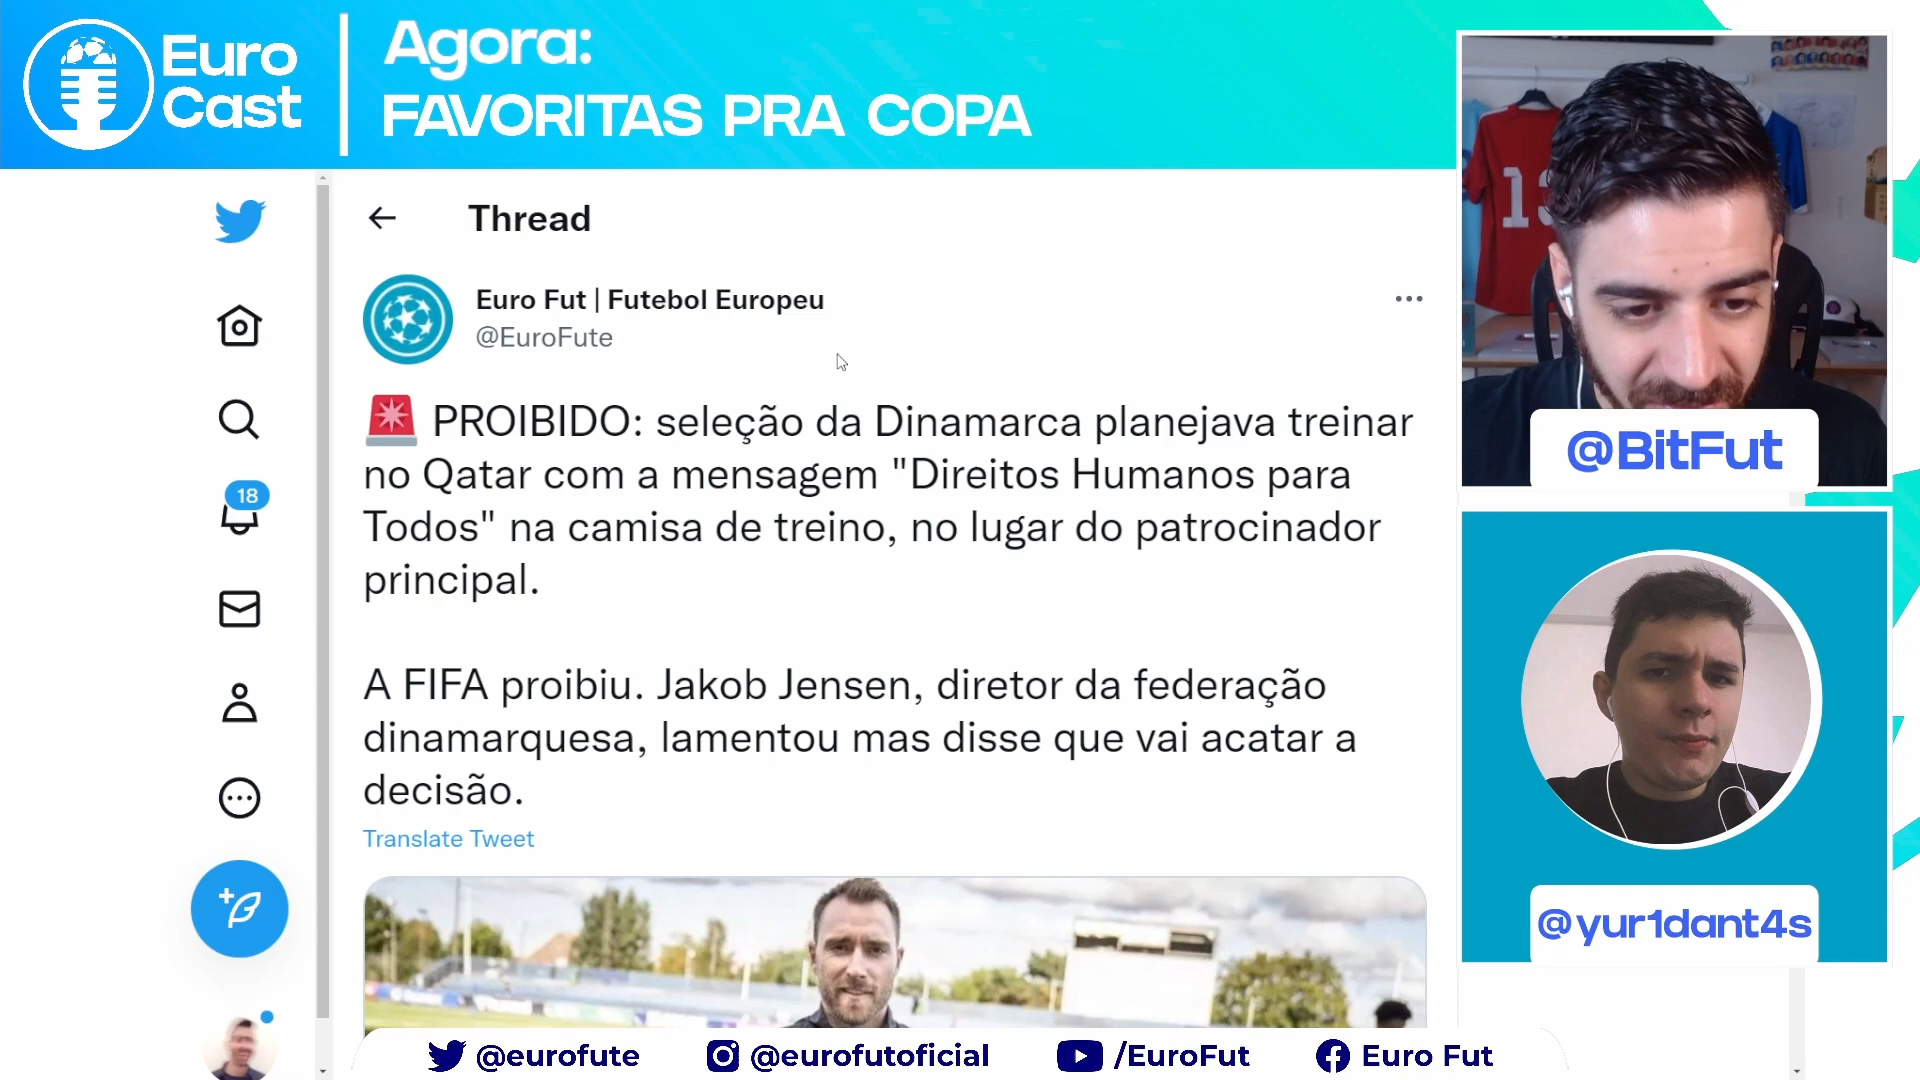 Euro
Cast
Agora:
FAVORITAS PRA COPA
Thread
Euro Fut | Futebol Europeu
@EuroFute
18
PROIBIDO: seleção da Dinamarca planejava treinar
no Qatar com a mensagem "Direitos Humanos para
Todos" na camisa de treino, no lugar do patrocinador
principal.
A FIFA proibiu. Jakob Jensen, diretor da federação
dinamarquesa, lamentou mas disse que vai acatar a
decisão.
Translate Tweet
@BitFut
@yur1dant4s
@eurofute
@eurofutoficial
/EuroFut
Euro Fut